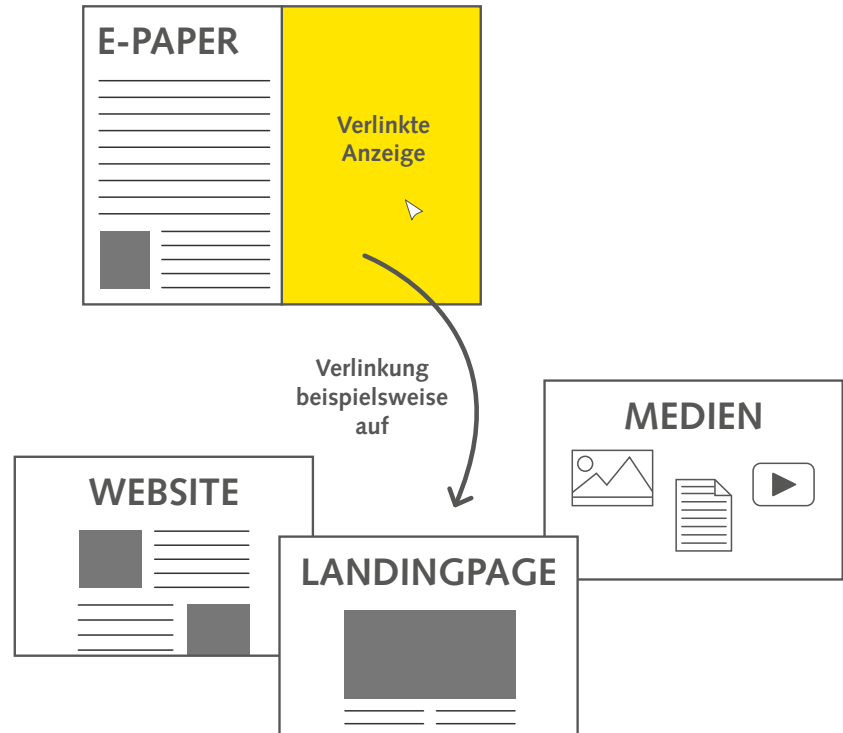 E-PAPER
Verlinkte
Anzeige
Verlinkung
beispielsweise
auf
MEDIEN
WEBSITE
LANDINGPAGE